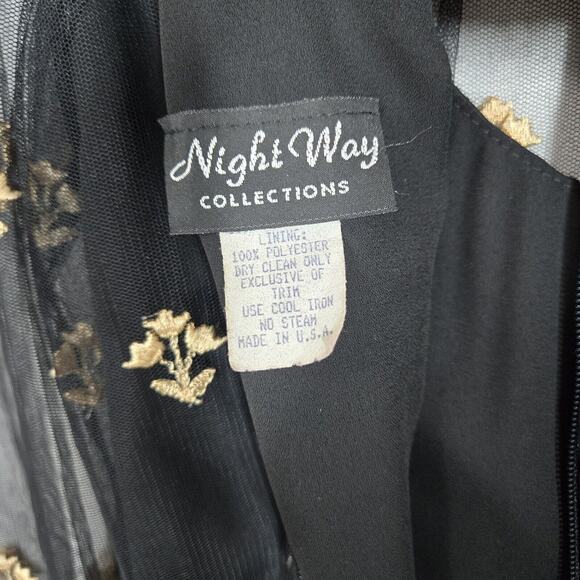 Night Way
COLLECTIONS
LINING:
100% POLYESTER
DRY CLEAN ONLY
EXCLUSIVE OF
TRIM
USE COOL IRON
NO STEAM
MADE IN U.S.A.